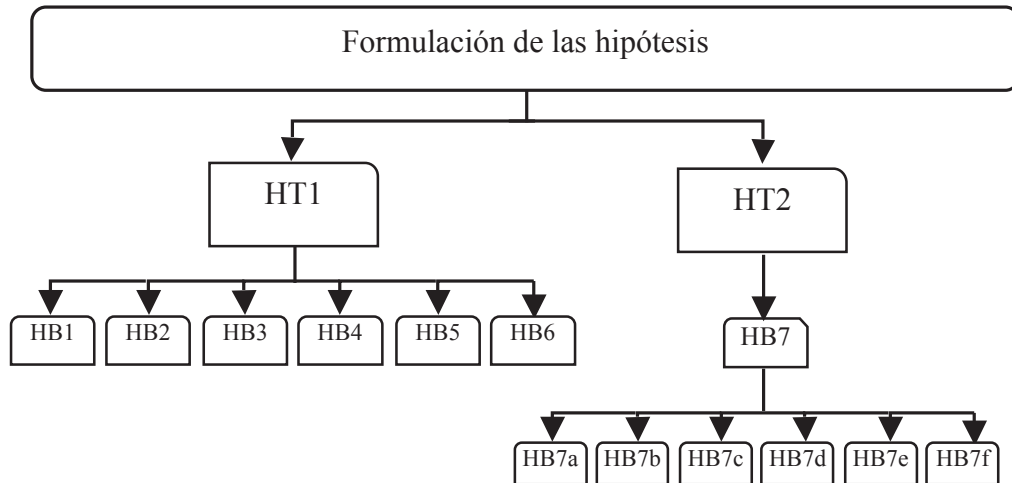 Formulación de las hipótesis
HT1
HT2
HB1
HB2
HB3
HB4
HB5
HB6
HB7
HB7a
HB7b
HB7c
HB7d
HB7e
HB7f